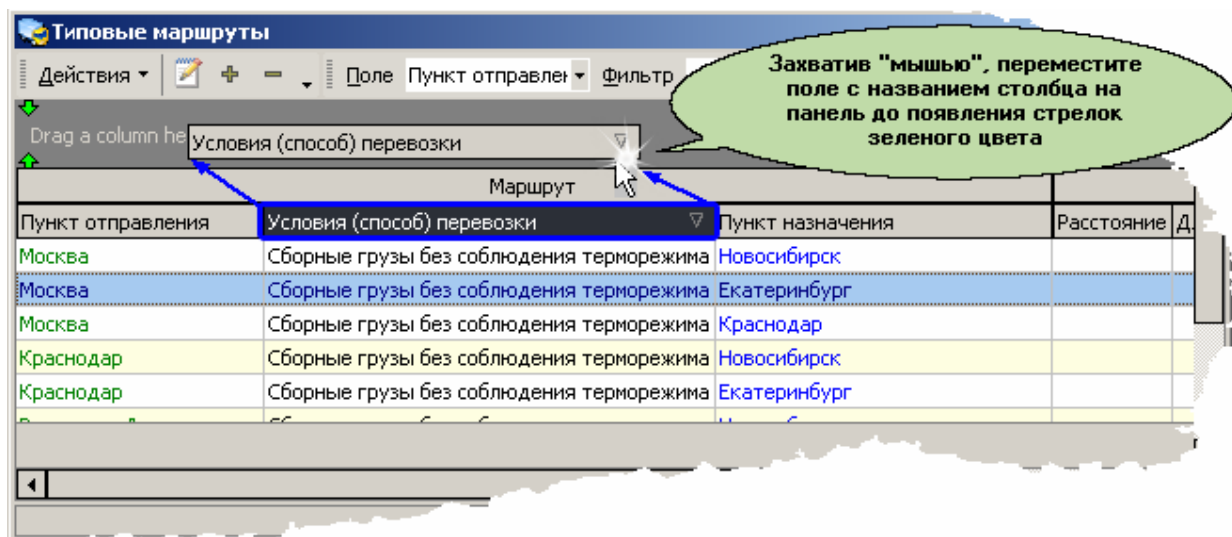 Типовые маршруты
Действия
Поле Пункт отправлен Фильтр
Захватив "мышью", переместите
поле с названием столбца на
панель до появления стрелок
зеленого цвета
Drag a column he
Условия (способ) перевозки
Маршрут
Пункт отправления Условия (способ) перевозки Пункт назначения Расстояние Д
Москва Сборные грузы без соблюдения терморежима Новосибирск
Москва Сборные грузы без соблюдения терморежима Екатеринбург
Москва Сборные грузы без соблюдения терморежима Краснодар
Краснодар Сборные грузы без соблюдения терморежима Новосибирск
Краснодар Сборные грузы без соблюдения терморежима Екатеринбург